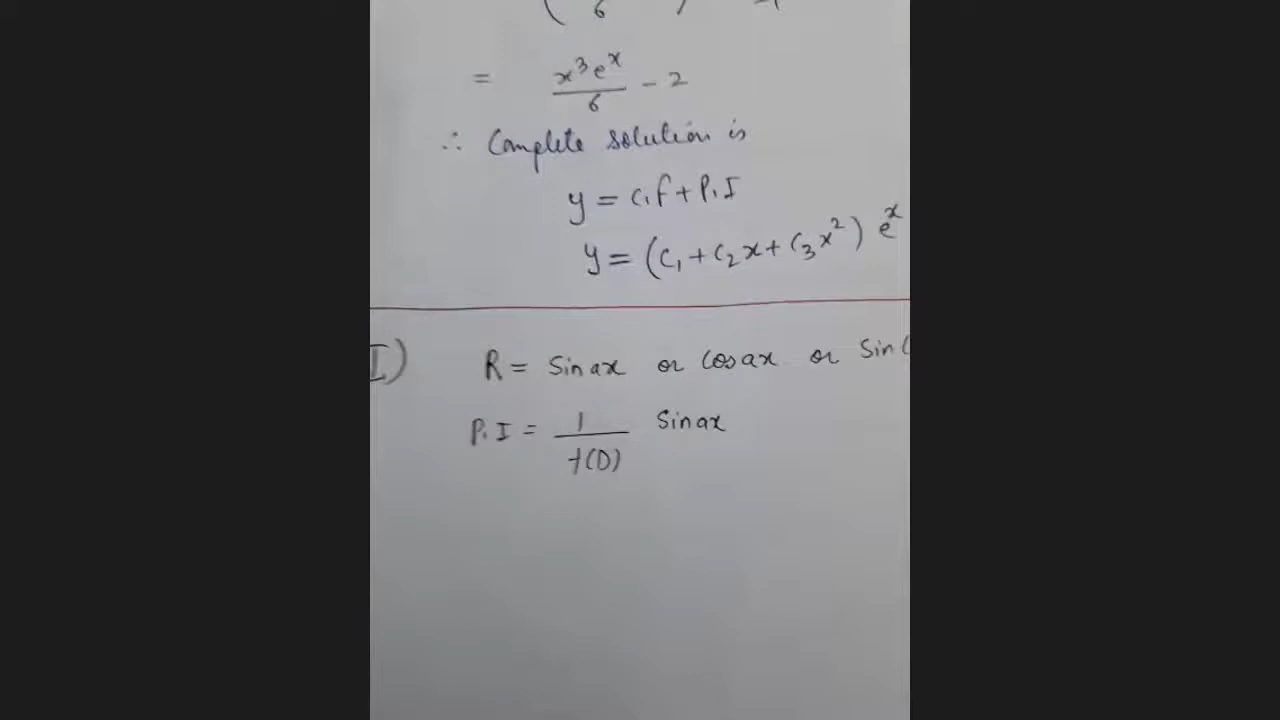 ( 6 )
= x³eˣ/6 - 2
∴ Complete solution is
y = C.F + P.I
y = (C₁ + C₂x + C₃x²) eˣ
I) R = Sin ax or Cos ax or Sin (
P.I = 1/f(D) Sin ax